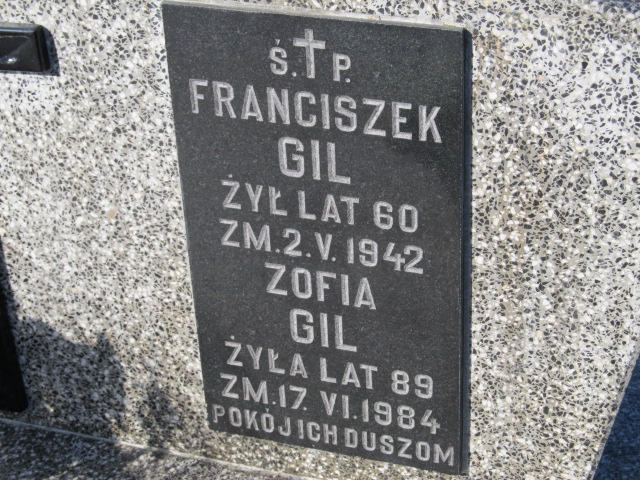 Ś.†P.
FRANCISZEK
GIL
ŻYŁ LAT 60
ZM. 2. V. 1942
ZOFIA
GIL
ŻYŁA LAT 89
ZM. 17. VI. 1984
POKÓJ ICH DUSZOM